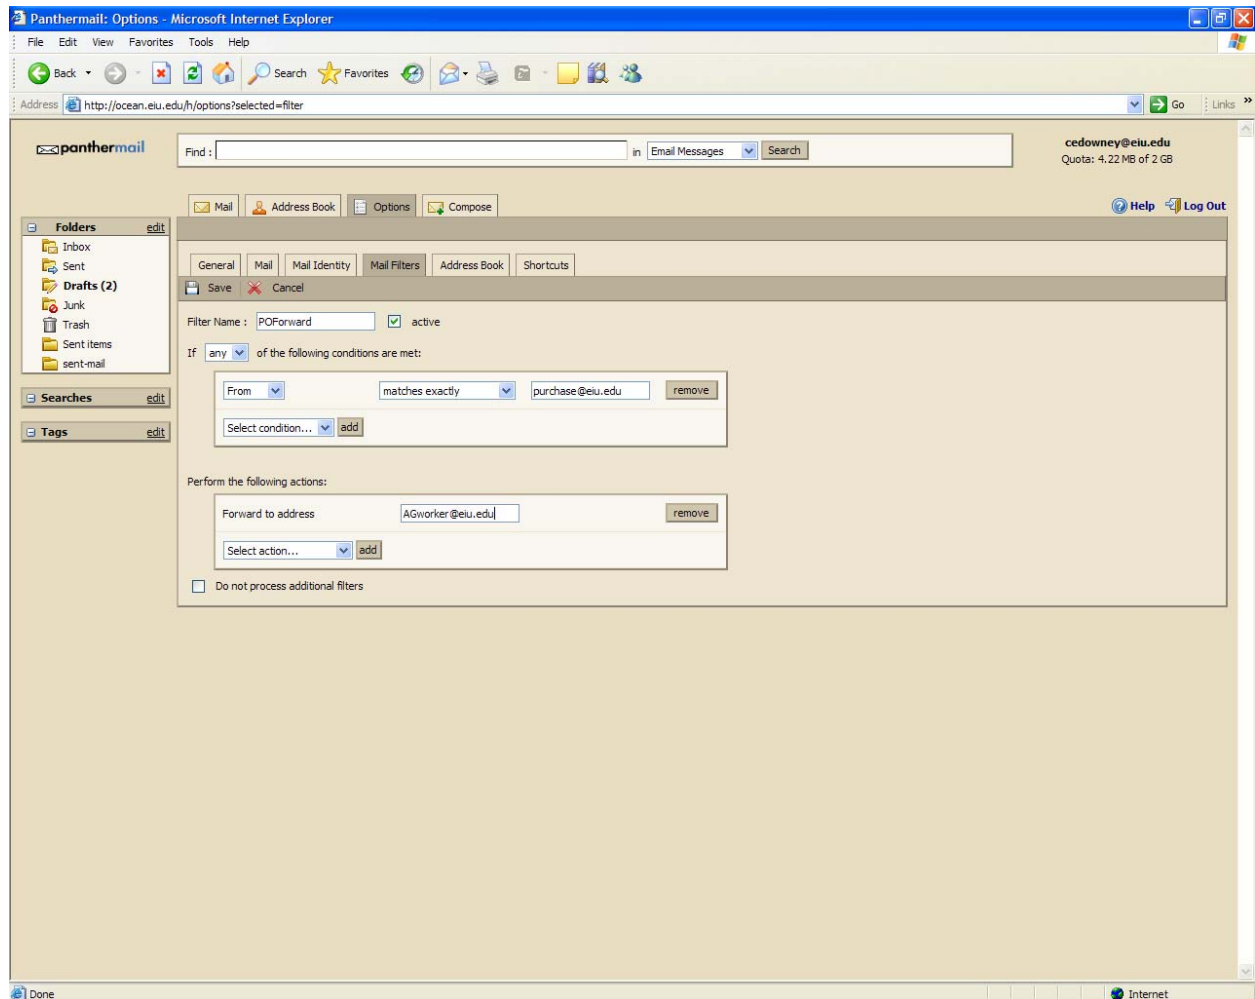 Panthermail: Options - Microsoft Internet Explorer
File Edit View Favorites Tools Help
Back Search Favorites
Address http://ocean.eiu.edu/h/options?selected=filter Go Links »
panthermail Find : in Email Messages Search cedowney@eiu.edu
Quota: 4.22 MB of 2 GB
Mail Address Book Options Compose Help Log Out
Folders edit
Inbox
Sent
Drafts (2)
Junk
Trash
Sent items
sent-mail
Searches edit
Tags edit
General Mail Mail Identity Mail Filters Address Book Shortcuts
Save Cancel
Filter Name : POForward active
If any of the following conditions are met:
From matches exactly purchase@eiu.edu remove
Select condition... add
Perform the following actions:
Forward to address AGworker@eiu.edu remove
Select action... add
Do not process additional filters
Done Internet